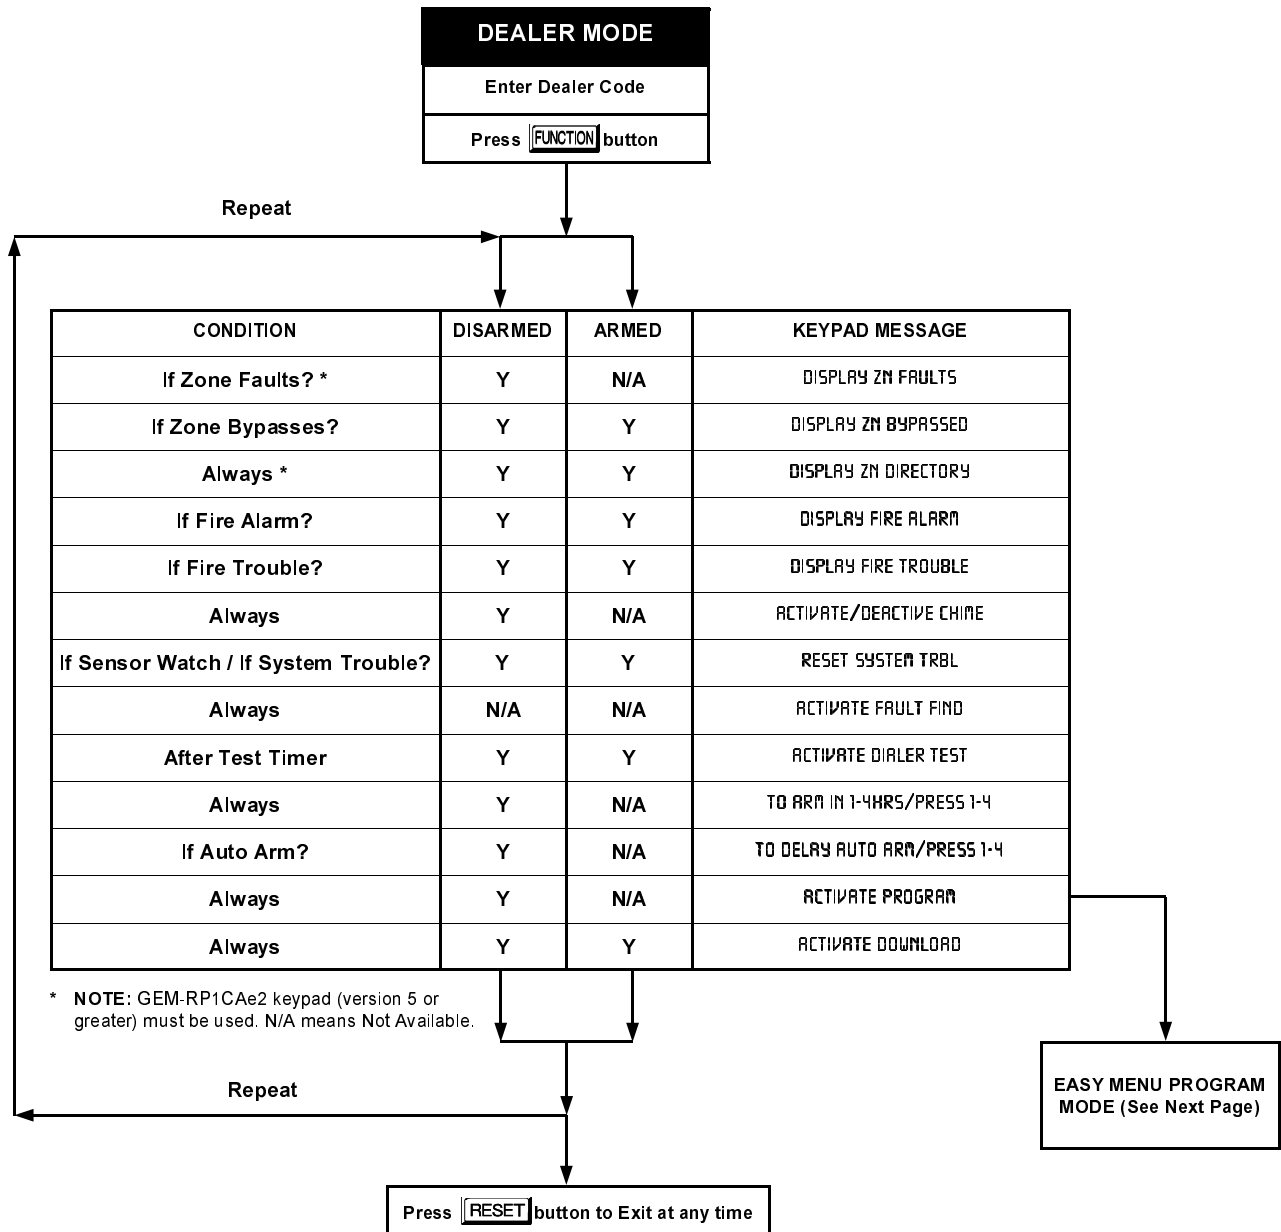 DEALER MODE
Enter Dealer Code
Press FUNCTION button
Repeat
CONDITION DISARMED ARMED KEYPAD MESSAGE
If Zone Faults? * Y N/A DISPLAY ZN FAULTS
If Zone Bypasses? Y Y DISPLAY ZN BYPASSED
Always * Y Y DISPLAY ZN DIRECTORY
If Fire Alarm? Y Y DISPLAY FIRE ALARM
If Fire Trouble? Y Y DISPLAY FIRE TROUBLE
Always Y N/A ACTIVATE/DEACTIVE CHIME
If Sensor Watch / If System Trouble? Y Y RESET SYSTEM TRBL
Always N/A N/A ACTIVATE FAULT FIND
After Test Timer Y Y ACTIVATE DIALER TEST
Always Y N/A TO ARM IN 1-4HRS/PRESS 1-4
If Auto Arm? Y N/A TO DELAY AUTO ARM/PRESS 1-4
Always Y N/A ACTIVATE PROGRAM
Always Y Y ACTIVATE DOWNLOAD
* NOTE: GEM-RP1CAe2 keypad (version 5 or
greater) must be used. N/A means Not Available.
Repeat
EASY MENU PROGRAM
MODE (See Next Page)
Press RESET button to Exit at any time